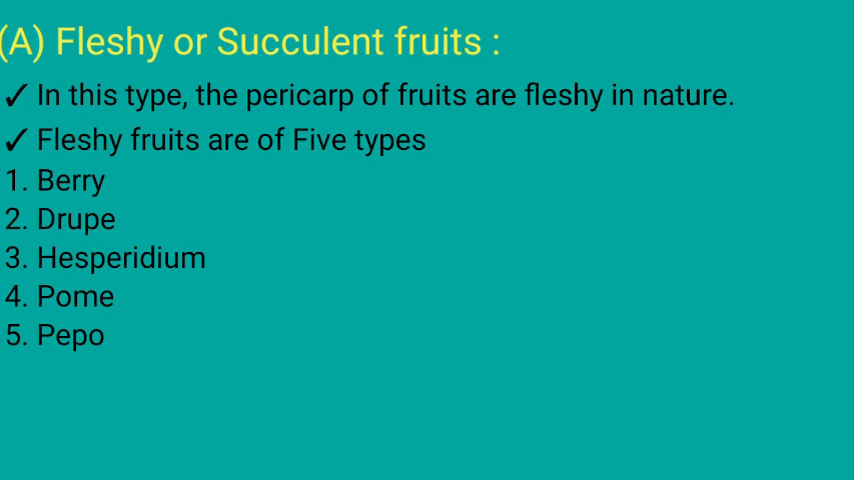 (A) Fleshy or Succulent fruits :
✓ In this type, the pericarp of fruits are fleshy in nature.
✓ Fleshy fruits are of Five types
1. Berry
2. Drupe
3. Hesperidium
4. Pome
5. Pepo